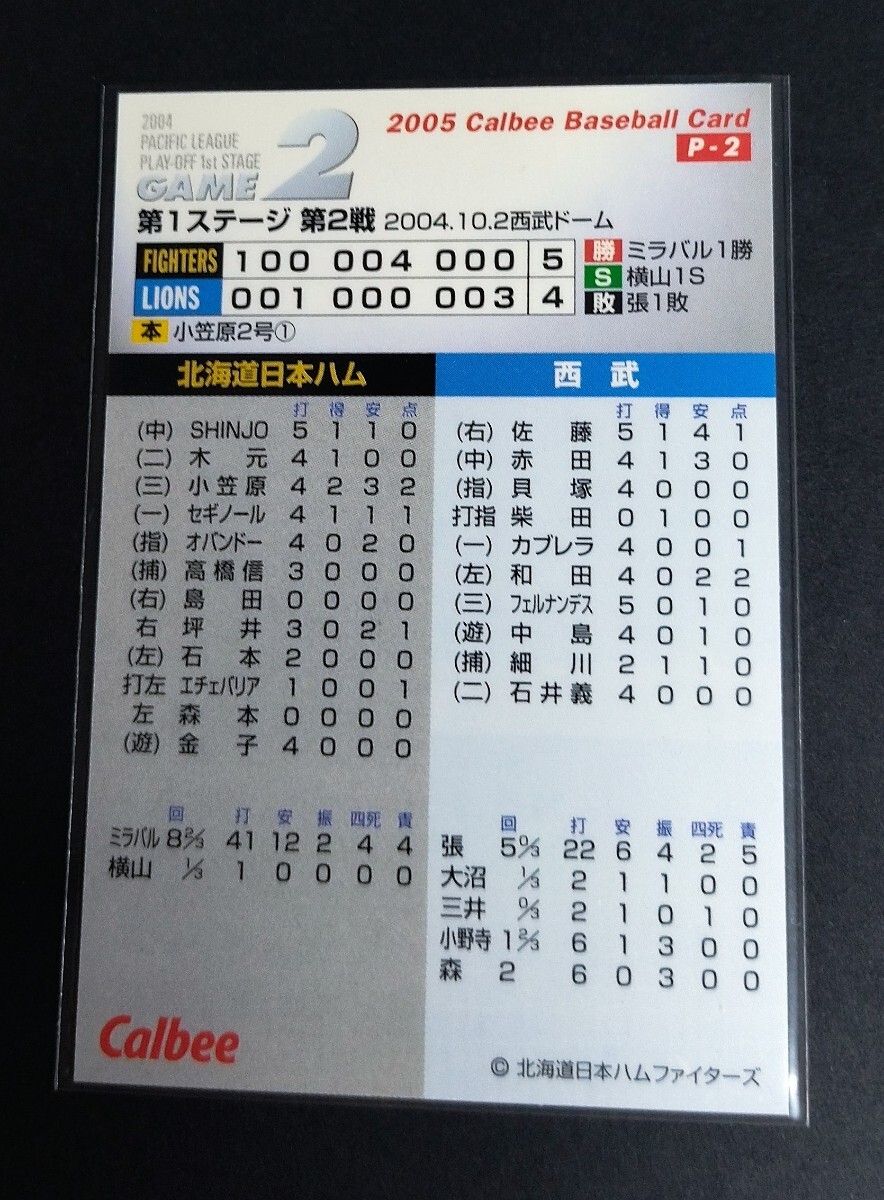 2004
PACIFIC LEAGUE
PLAY-OFF 1st STAGE
GAME 2
2005 Calbee Baseball Card
P-2
第1ステージ 第2戦 2004.10.2西武ドーム
FIGHTERS 100 004 000 5
LIONS 001 000 003 4
勝 ミラバル1勝
S 横山1S
敗 張1敗
本 小笠原2号①
北海道日本ハム
打 得 安 点
(中) SHINJO 5 1 1 0
(二) 木元 4 1 0 0
(三) 小笠原 4 2 3 2
(一) セギノール 4 1 1 1
(指) オバンドー 4 0 2 0
(捕) 高橋信 3 0 0 0
(右) 島田 0 0 0 0
右 坪井 3 0 2 1
(左) 石本 2 0 0 0
打左 エチェバリア 1 0 0 1
左 森本 0 0 0 0
(遊) 金子 4 0 0 0
回 打 安 振 四死 責
ミラバル 8 2/3 41 12 2 4 4
横山 1/3 1 0 0 0 0
西武
打 得 安 点
(右) 佐藤 5 1 4 1
(中) 赤田 4 1 3 0
(指) 貝塚 4 0 0 0
打指 柴田 0 1 0 0
(一) カブレラ 4 0 0 1
(左) 和田 4 0 2 2
(三) フェルナンデス 5 0 1 0
(遊) 中島 4 0 1 0
(捕) 細川 2 1 1 0
(二) 石井義 4 0 0 0
回 打 安 振 四死 責
張 5 0/3 22 6 4 2 5
大沼 1/3 2 1 1 0 0
三井 0/3 2 1 0 1 0
小野寺 1 2/3 6 1 3 0 0
森 2 6 0 3 0 0
Calbee
© 北海道日本ハムファイターズ